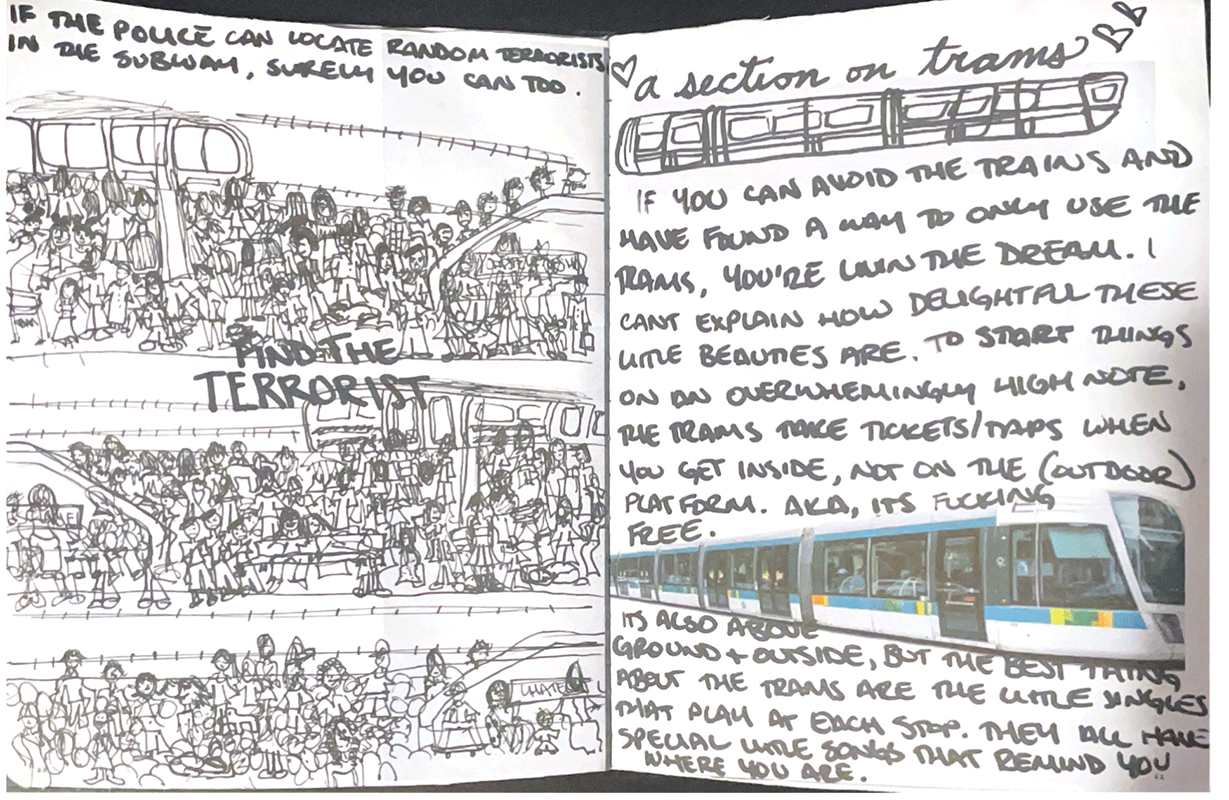 IF THE POLICE CAN LOCATE RANDOM TERRORISTS
IN THE SUBWAY, SURELY YOU CAN TOO.
FIND THE
TERRORIST
a section on trams
IF YOU CAN AVOID THE TRAINS AND
HAVE FOUND A WAY TO ONLY USE THE
TRAMS, YOU'RE LIVIN THE DREAM. I
CANT EXPLAIN HOW DELIGHTFUL THESE
LITTLE BEAUTIES ARE. TO START THINGS
ON AN OVERWHEMINGLY HIGH NOTE,
THE TRAMS TAKE TICKETS/TAPS WHEN
YOU GET INSIDE, NOT ON THE (OUTDOOR)
PLATFORM. AKA, ITS FUCKING
FREE.
ITS ALSO ABOVE
GROUND + OUTSIDE, BUT THE BEST THING
ABOUT THE TRAMS ARE THE LITTLE JINGLES
THAT PLAY AT EACH STOP. THEY ALL HAVE
SPECIAL LITTLE SONGS THAT REMIND YOU
WHERE YOU ARE.